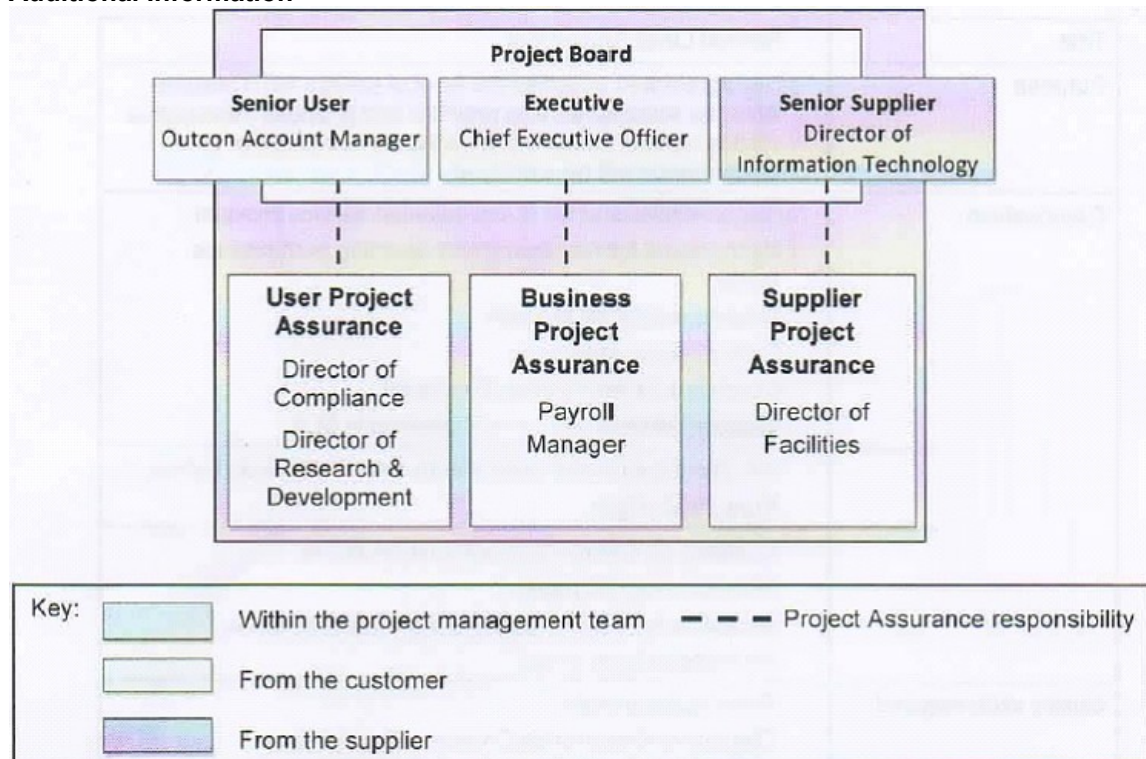 Additional Information
Project Board
Senior User
Outcon Account Manager
Executive
Chief Executive Officer
Senior Supplier
Director of
Information Technology
User Project
Assurance
Director of
Compliance
Director of
Research &
Development
Business
Project
Assurance
Payroll
Manager
Supplier
Project
Assurance
Director of
Facilities
Key:
Within the project management team
Project Assurance responsibility
From the customer
From the supplier